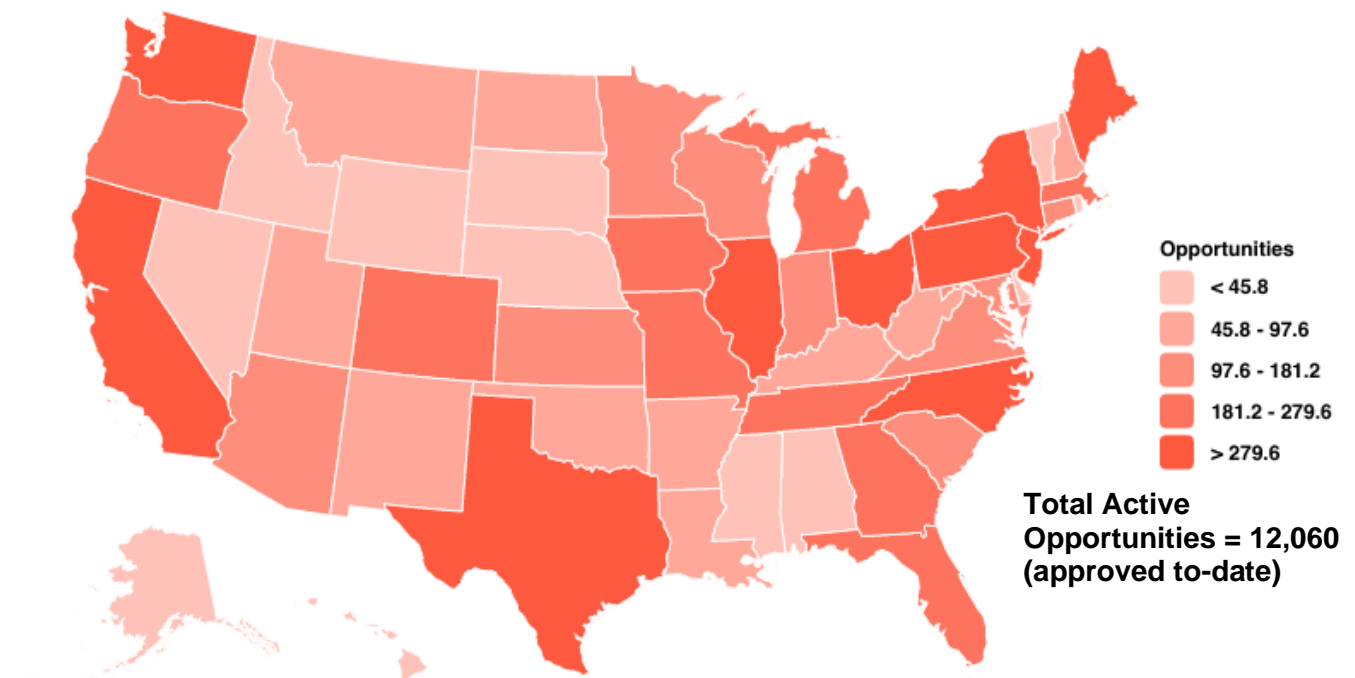 Opportunities
< 45.8
45.8 - 97.6
97.6 - 181.2
181.2 - 279.6
> 279.6
Total Active
Opportunities = 12,060
(approved to-date)